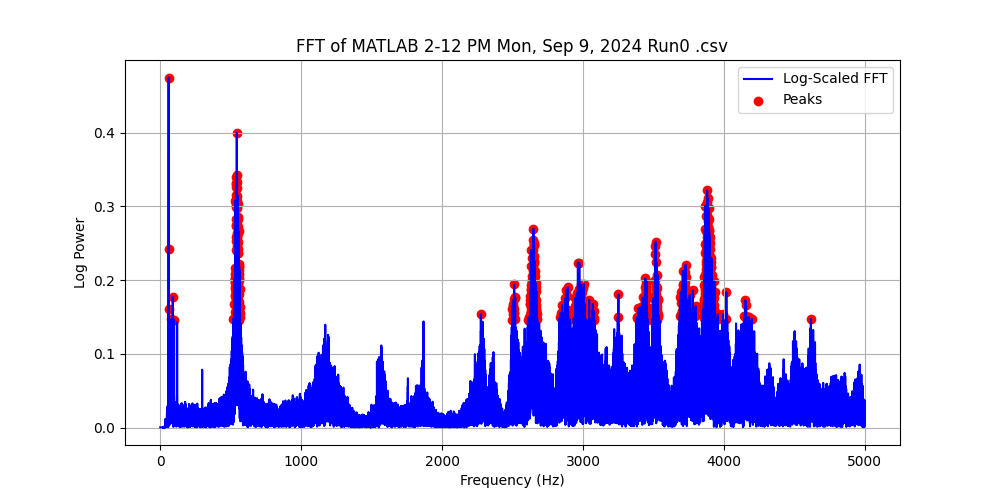 FFT of MATLAB 2-12 PM Mon, Sep 9, 2024 Run0 .csv
Log-Scaled FFT
Peaks
Log Power
0.4
0.3
0.2
0.1
0.0
0 1000 2000 3000 4000 5000
Frequency (Hz)